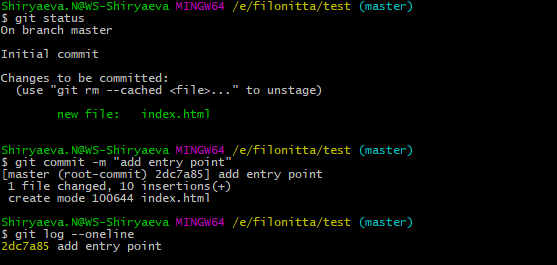 Shiryaeva.N@WS-Shiryaeva MINGW64 /e/filonitta/test (master)
$ git status
On branch master

Initial commit

Changes to be committed:
  (use "git rm --cached <file>..." to unstage)

        new file:   index.html

Shiryaeva.N@WS-Shiryaeva MINGW64 /e/filonitta/test (master)
$ git commit -m "add entry point"
[master (root-commit) 2dc7a85] add entry point
 1 file changed, 10 insertions(+)
 create mode 100644 index.html

Shiryaeva.N@WS-Shiryaeva MINGW64 /e/filonitta/test (master)
$ git log --oneline
2dc7a85 add entry point